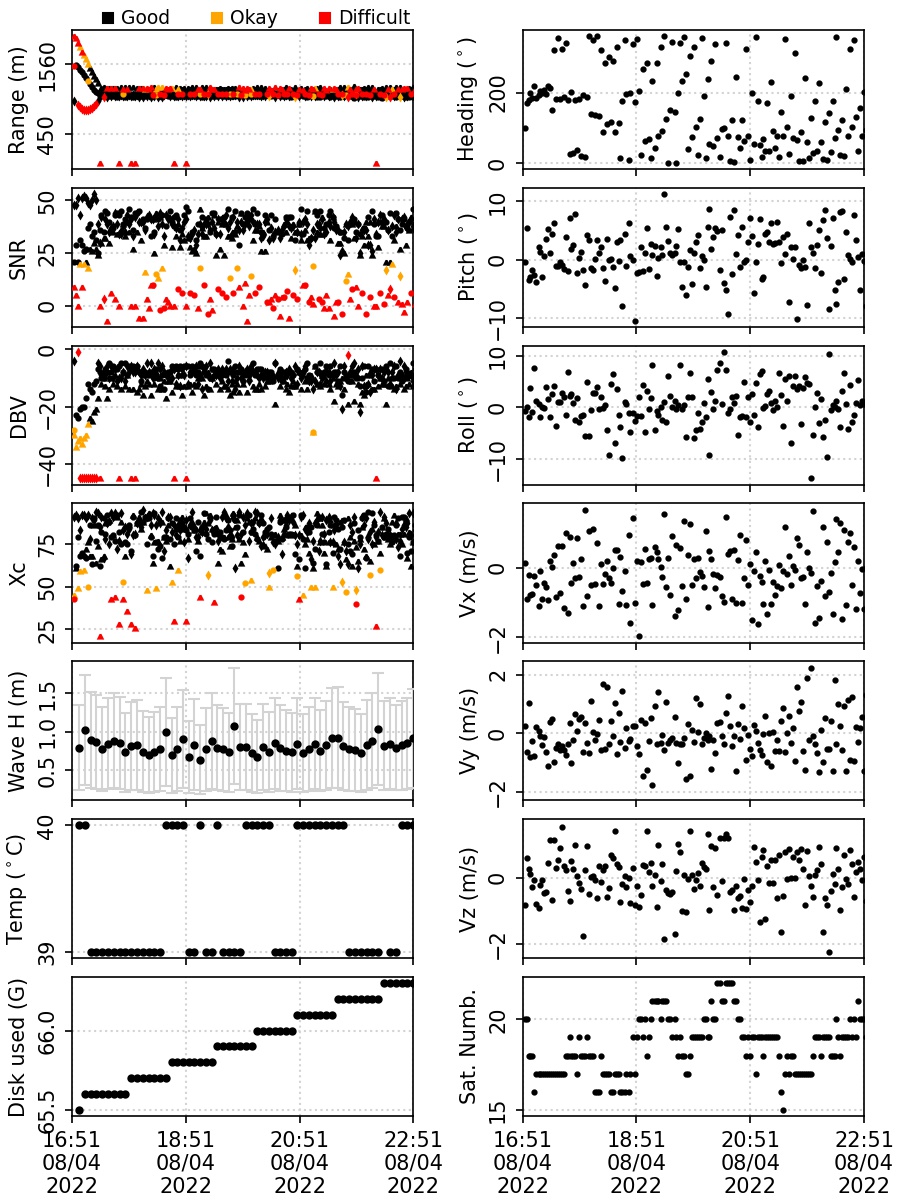 Good Okay Difficult
Range (m)
1560
450
Heading (°)
200
0
SNR
50
25
0
Pitch (°)
10
0
−10
DBV
0
−20
−40
Roll (°)
10
0
−10
Xc
75
50
25
Vx (m/s)
0
−2
Wave H (m)
1.5
1.0
0.5
Vy (m/s)
2
0
−2
Temp (°C)
40
39
Vz (m/s)
0
−2
Disk used (G)
66.0
65.5
Sat. Numb.
20
15
16:51 18:51 20:51 22:51 16:51 18:51 20:51 22:51
08/04 08/04 08/04 08/04 08/04 08/04 08/04 08/04
2022 2022 2022 2022 2022 2022 2022 2022